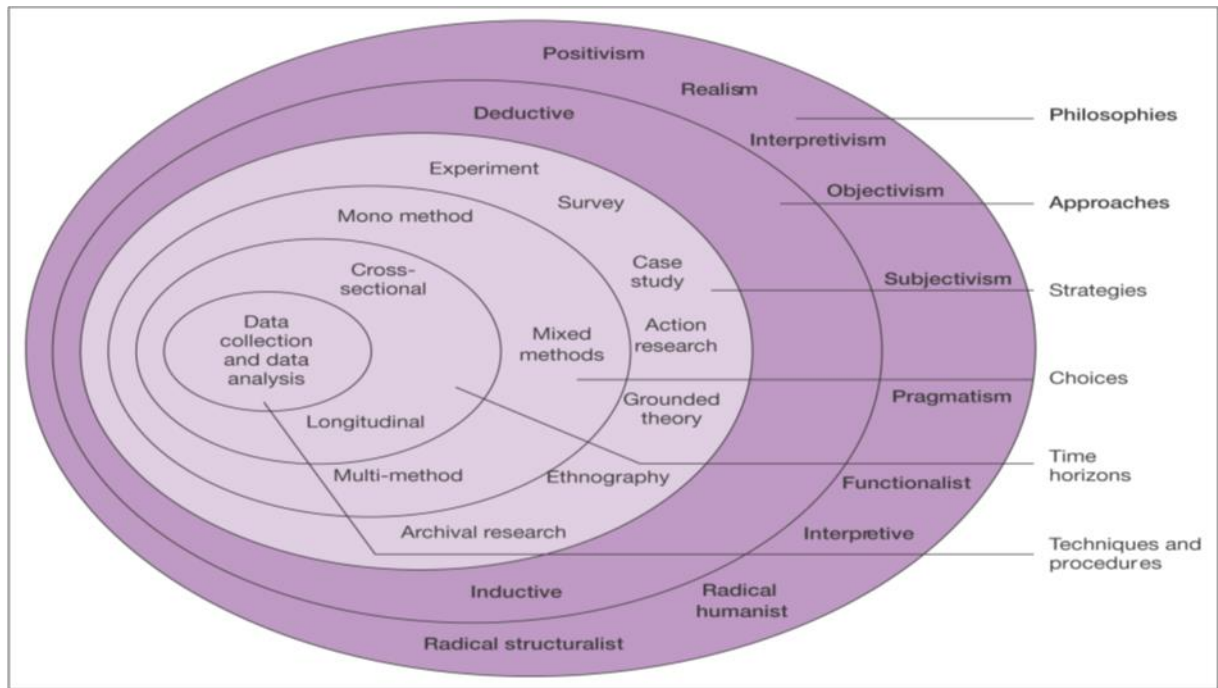 Positivism
Realism
Deductive
Philosophies
Interpretivism
Experiment
Objectivism
Survey
Approaches
Mono method
Case
study
Cross-
sectional
Subjectivism
Strategies
Data
collection
and data
analysis
Mixed
methods
Action
research
Choices
Pragmatism
Grounded
theory
Longitudinal
Time
horizons
Multi-method
Ethnography
Functionalist
Archival research
Interpretive
Techniques and
procedures
Inductive
Radical
humanist
Radical structuralist